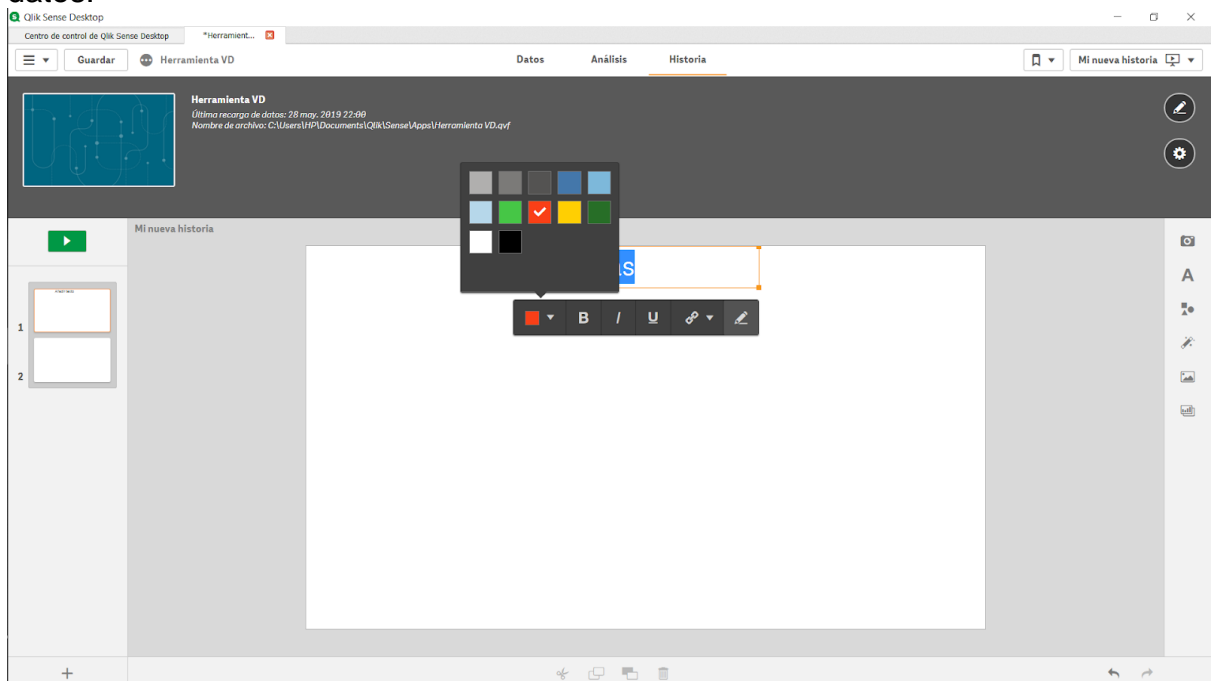 datos.
Qlik Sense Desktop
Centro de control de Qlik Sense Desktop
*Herramient...
Guardar
Herramienta VD
Datos
Análisis
Historia
Mi nueva historia
Herramienta VD
Última recarga de datos: 28 may. 2019 22:00
Nombre de archivo: C:\Users\HP\Documents\Qlik\Sense\Apps\Herramienta VD.qvf
Mi nueva historia
1
2
B I U
A